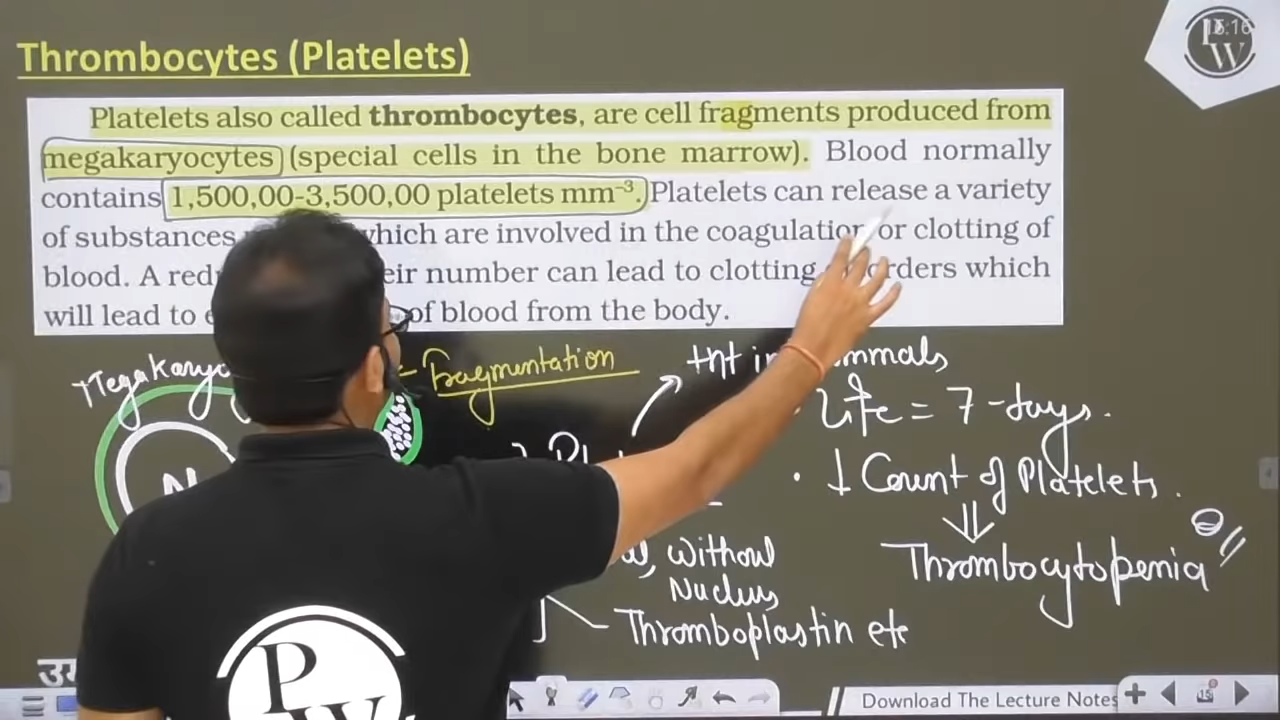 Thrombocytes (Platelets)
Platelets also called thrombocytes, are cell fragments produced from
megakaryocytes (special cells in the bone marrow). Blood normally
contains 1,500,00-3,500,00 platelets mm⁻³. Platelets can release a variety
of substances which are involved in the coagulation or clotting of
blood. A number can lead to clotting which
will lead to of blood from the body.
Fragmentation
mammals
Life = 7-days.
↓ Count of Platelets.
⇓
Thrombocytopenia
without
Nucleus
Thromboplastin etc
PW
Download The Lecture Notes
PW